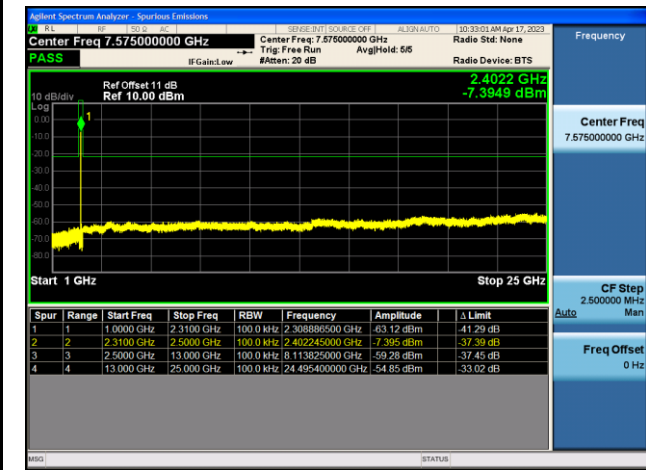 Agilent Spectrum Analyzer - Spurious Emissions
RL RF 50 Ω AC SENSE:INT SOURCE OFF ALIGN AUTO 10:33:01 AM Apr 17, 2023
Center Freq 7.575000000 GHz
Center Freq: 7.575000000 GHz
Radio Std: None
Trig: Free Run Avg|Hold: 5/5
PASS
IFGain:Low
#Atten: 20 dB
Radio Device: BTS
Frequency
Ref Offset 11 dB
Ref 10.00 dBm
2.4022 GHz
-7.3949 dBm
10 dB/div
Log
1
0.00
-10.0
-20.0
-30.0
-40.0
-50.0
-60.0
-70.0
-80.0
Start 1 GHz
Stop 25 GHz
Center Freq
7.575000000 GHz
CF Step
2.500000 MHz
Auto Man
Freq Offset
0 Hz
Spur Range Start Freq Stop Freq RBW Frequency Amplitude Δ Limit
1 1 1.0000 GHz 2.3100 GHz 100.0 kHz 2.308886500 GHz -63.12 dBm -41.29 dB
2 2 2.3100 GHz 2.5000 GHz 100.0 kHz 2.402245000 GHz -7.395 dBm -37.39 dB
3 3 2.5000 GHz 13.000 GHz 100.0 kHz 8.113825000 GHz -59.28 dBm -37.45 dB
4 4 13.000 GHz 25.000 GHz 100.0 kHz 24.495400000 GHz -54.85 dBm -33.02 dB
MSG
STATUS